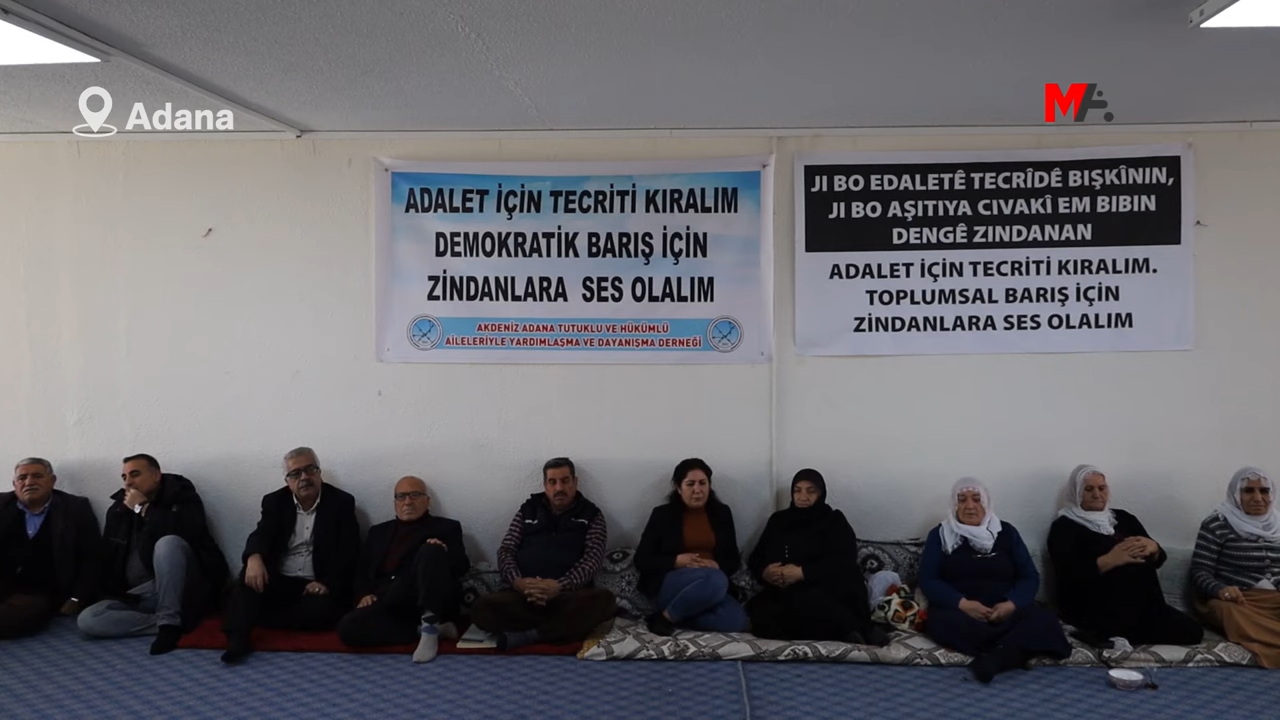 Adana
MA
ADALET İÇİN TECRİTİ KIRALIM
DEMOKRATİK BARIŞ İÇİN
ZİNDANLARA SES OLALIM
AKDENİZ ADANA TUTUKLU VE HÜKÜMLÜ
AİLELERİYLE YARDIMLAŞMA VE DAYANIŞMA DERNEĞİ
JI BO EDALETÊ TECRÎDÊ BIŞKÎNIN,
JI BO AŞITIYA CIVAKÎ EM BIBIN
DENGÊ ZINDANAN
ADALET İÇİN TECRİTİ KIRALIM.
TOPLUMSAL BARIŞ İÇİN
ZİNDANLARA SES OLALIM